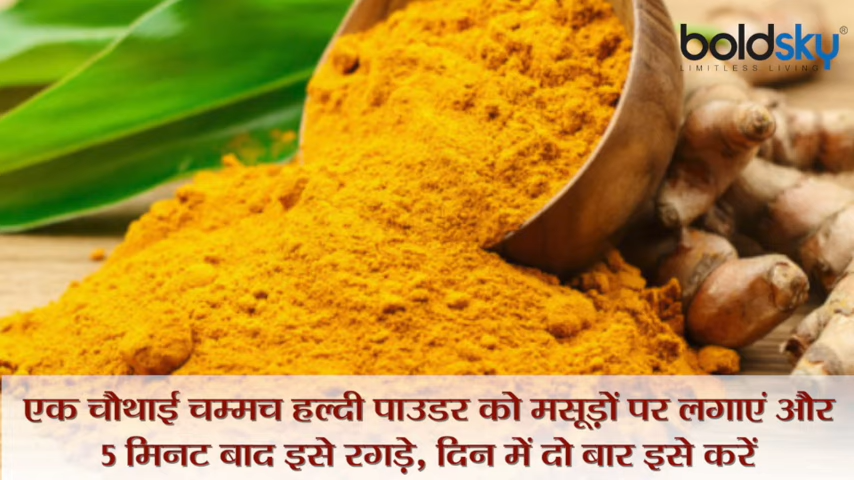 boldsky®
LIMITLESS LIVING
एक चौथाई चम्मच हल्दी पाउडर को मसूड़ों पर लगाएं और
5 मिनट बाद इसे रगड़े, दिन में दो बार इसे करें